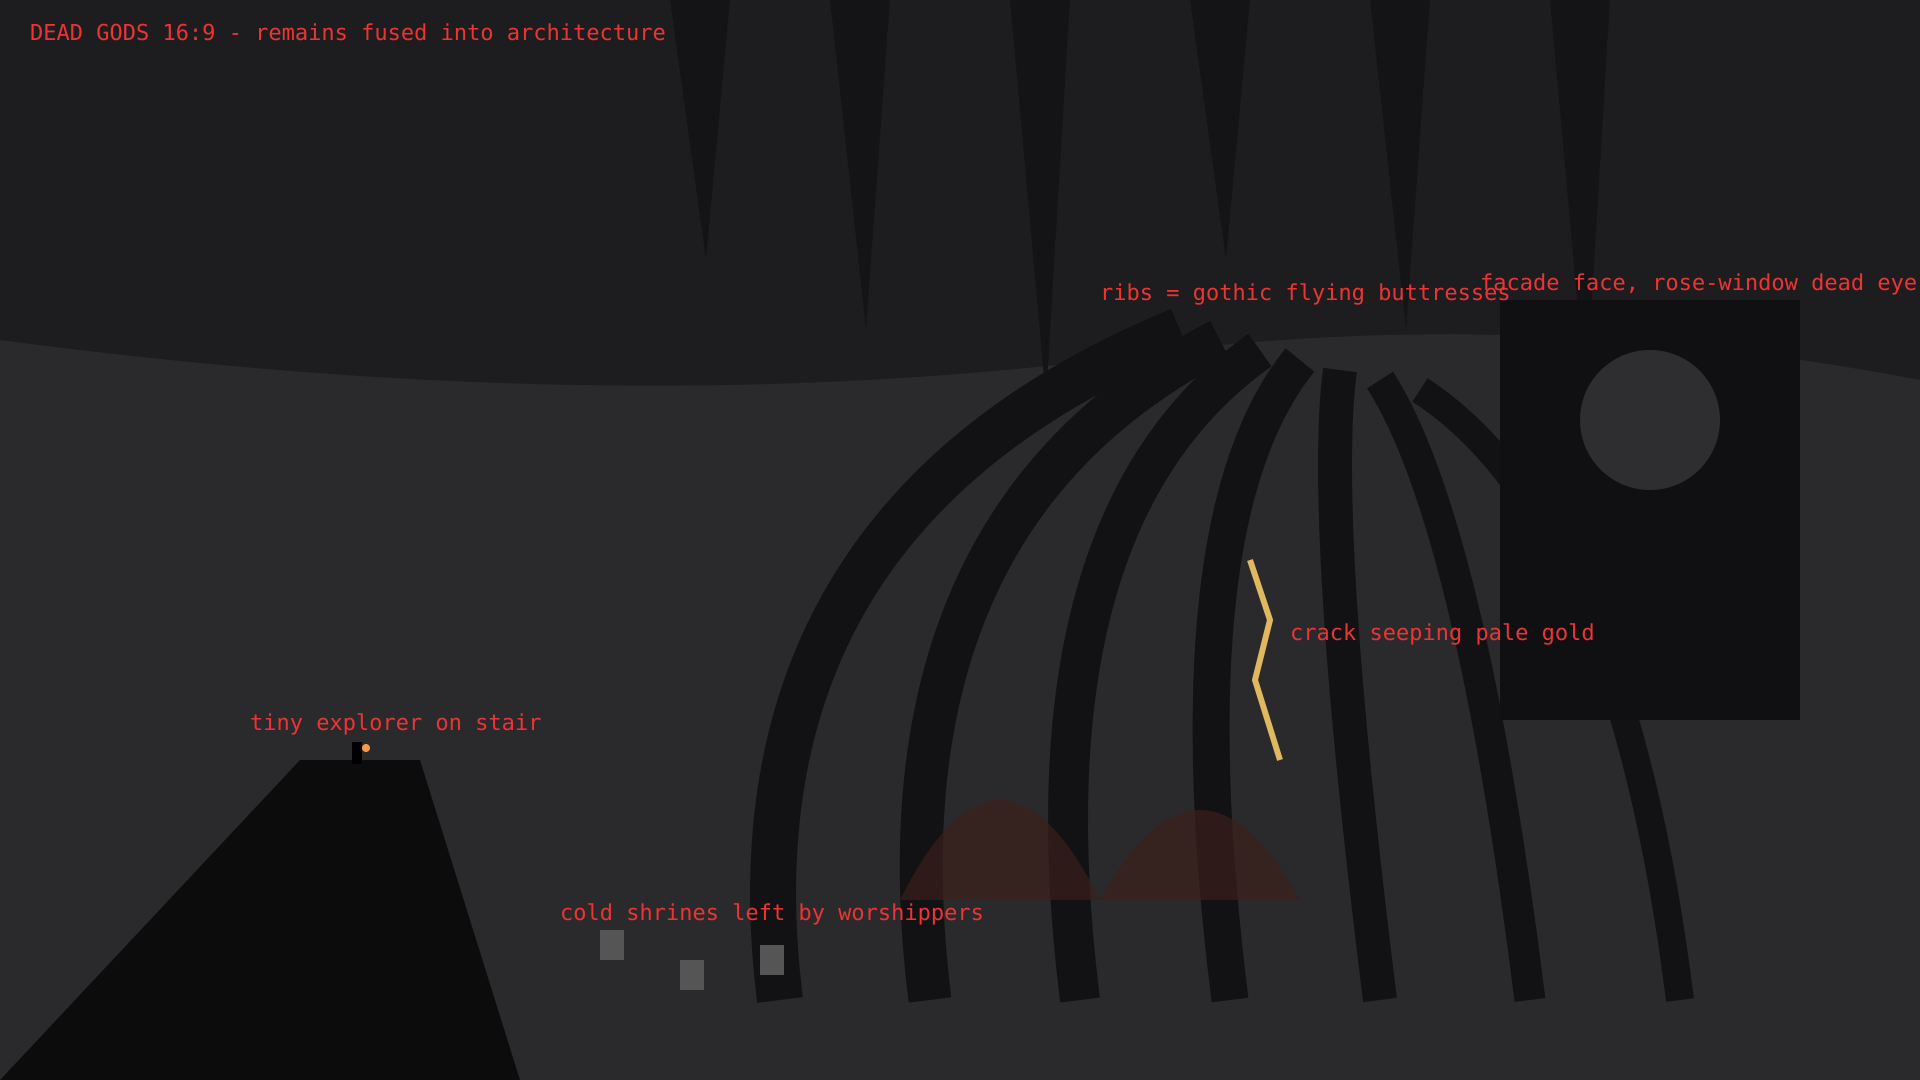 DEAD GODS 16:9 - remains fused into architecture
facade face, rose-window dead eye
ribs = gothic flying buttresses
crack seeping pale gold
tiny explorer on stair
cold shrines left by worshippers